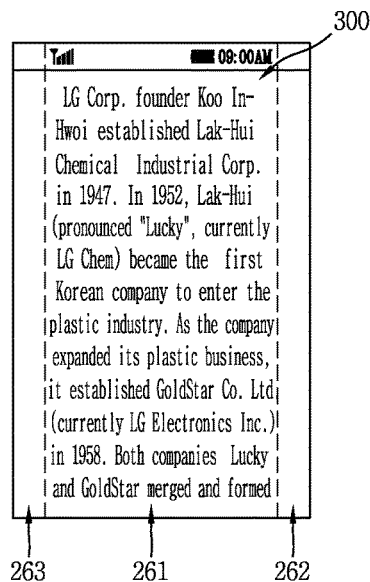 300
09:00AM
LG Corp. founder Koo In-
Hwoi established Lak-Hui
Chemical Industrial Corp.
in 1947. In 1952, Lak-Hui
(pronounced "Lucky", currently
LG Chem) became the first
Korean company to enter the
plastic industry. As the company
expanded its plastic business,
it established GoldStar Co. Ltd
(currently LG Electronics Inc.)
in 1958. Both companies Lucky
and GoldStar merged and formed
263 261 262